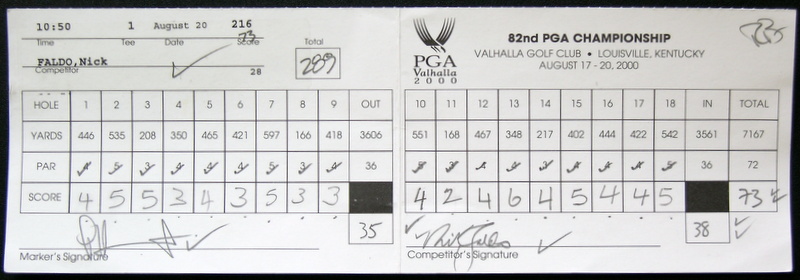 10:50 1 August 20 216
Time Tee Date Score 73
FALDO, Nick
Competitor 28
Total
289
PGA
Valhalla
2000
82nd PGA CHAMPIONSHIP
VALHALLA GOLF CLUB • LOUISVILLE, KENTUCKY
AUGUST 17 - 20, 2000
HOLE 1 2 3 4 5 6 7 8 9 OUT
YARDS 446 535 208 350 465 421 597 166 418 3606
PAR 36
SCORE 4 5 5 3 4 3 5 3 3
35
Marker's Signature
10 11 12 13 14 15 16 17 18 IN TOTAL
551 168 467 348 217 402 444 422 542 3561 7167
36 72
4 2 4 6 4 5 4 4 5 73
Nick Faldo 38
Competitor's Signature